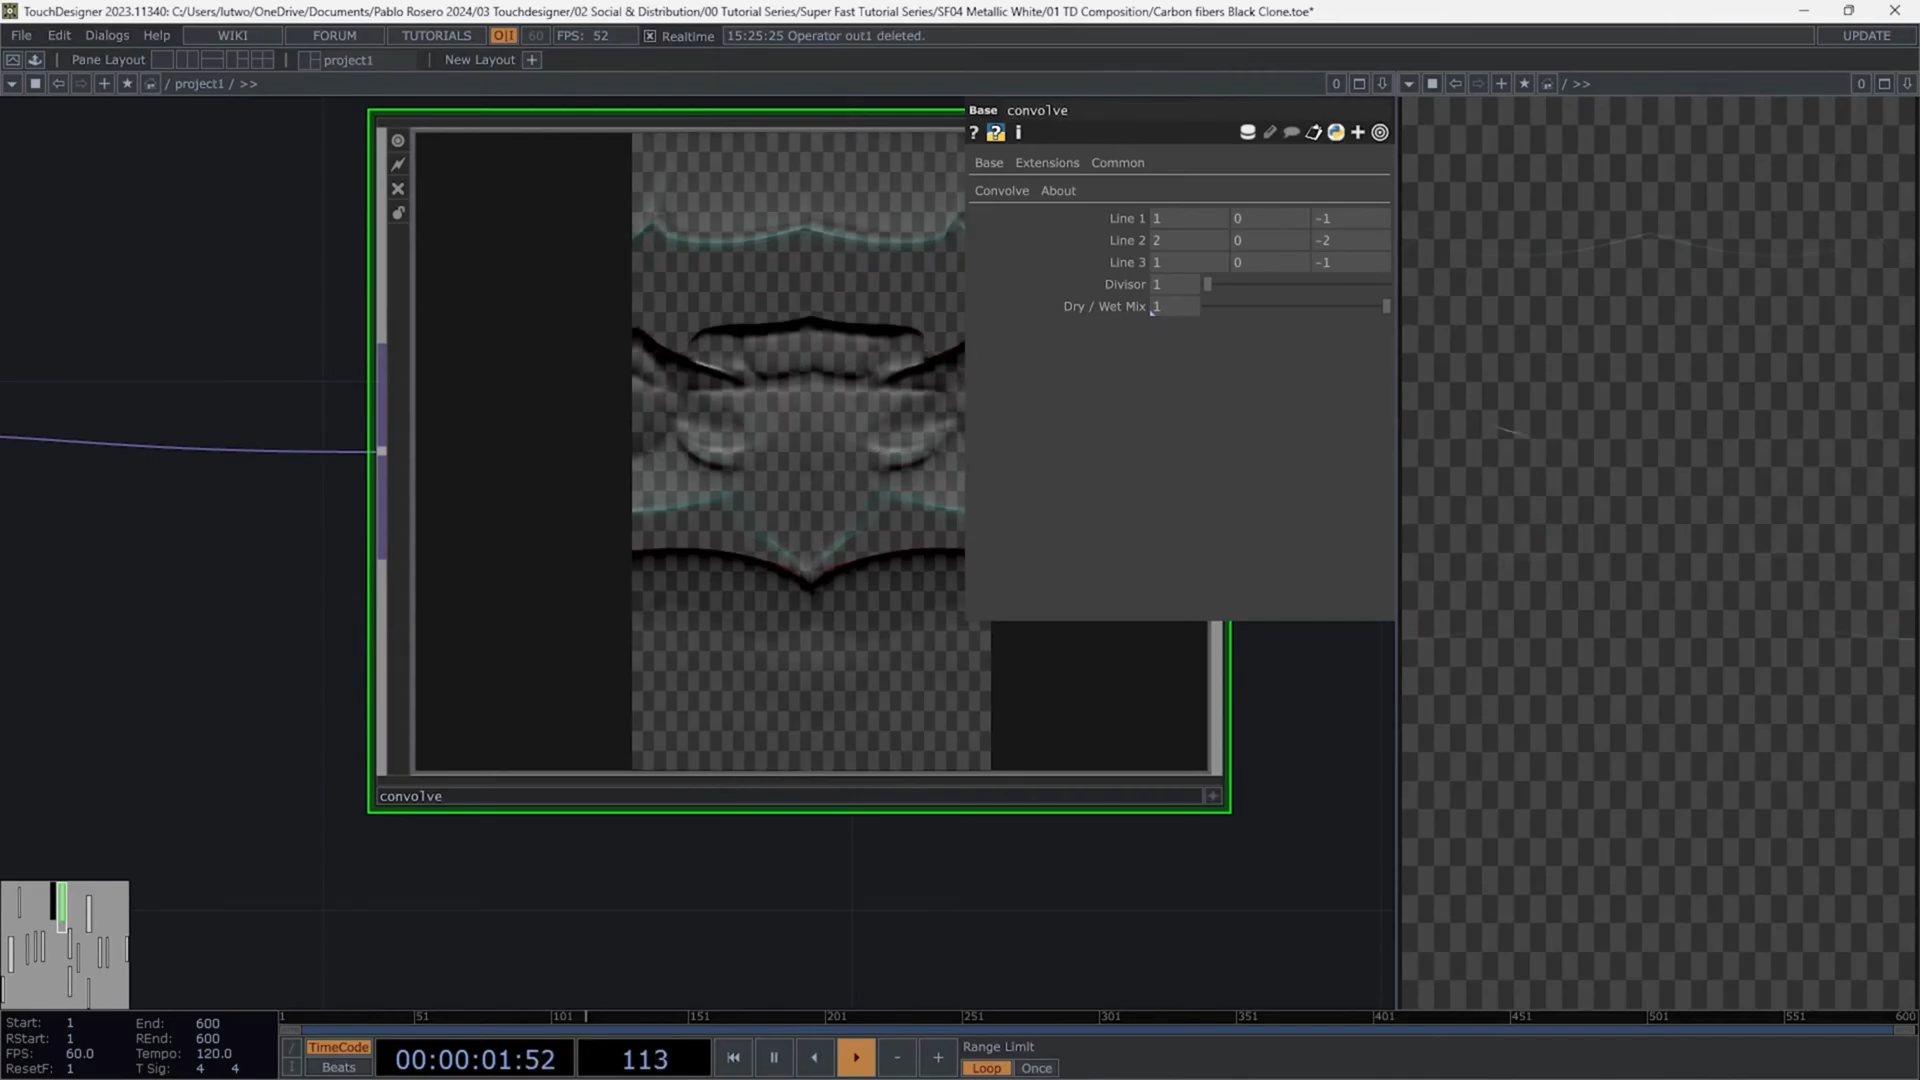 TouchDesigner 2023.11340: C:/Users/lutwo/OneDrive/Documents/Pablo Rosero 2024/03 Touchdesigner/02 Social & Distribution/00 Tutorial Series/Super Fast Tutorial Series/SF04 Metallic White/01 TD Composition/Carbon fibers Black Clone.toe*
File Edit Dialogs Help WIKI FORUM TUTORIALS O|I 60 FPS: 52 Realtime 15:25:25 Operator out1 deleted. UPDATE
Pane Layout project1 New Layout +
/ project1 / >> 0 / >> 0
Base convolve
? ? i
Base Extensions Common
Convolve About
Line 1 1 0 -1
Line 2 2 0 -2
Line 3 1 0 -1
Divisor 1
Dry / Wet Mix 1
convolve
1 51 101 151 201 251 301 351 401 451 501 551 600
Start: 1 End: 600
RStart: 1 REnd: 600
FPS: 60.0 Tempo: 120.0
ResetF: 1 T Sig: 4 4
TimeCode
Beats
00:00:01:52 113
- +
Range Limit
Loop Once